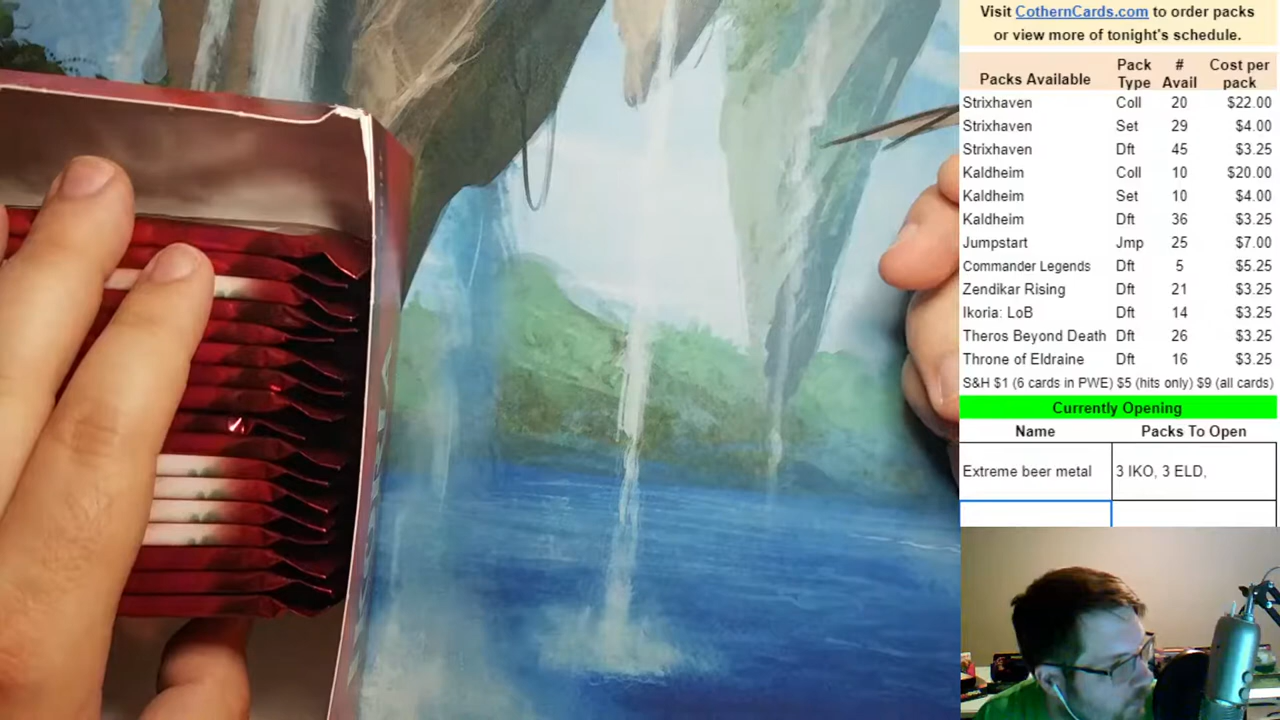 Visit CothernCards.com to order packs
or view more of tonight's schedule.
Packs Available Pack Type # Avail Cost per pack
Strixhaven Coll 20 $22.00
Strixhaven Set 29 $4.00
Strixhaven Dft 45 $3.25
Kaldheim Coll 10 $20.00
Kaldheim Set 10 $4.00
Kaldheim Dft 36 $3.25
Jumpstart Jmp 25 $7.00
Commander Legends Dft 5 $5.25
Zendikar Rising Dft 21 $3.25
Ikoria: LoB Dft 14 $3.25
Theros Beyond Death Dft 26 $3.25
Throne of Eldraine Dft 16 $3.25
S&H $1 (6 cards in PWE) $5 (hits only) $9 (all cards)
Currently Opening
Name Packs To Open
Extreme beer metal 3 IKO, 3 ELD,